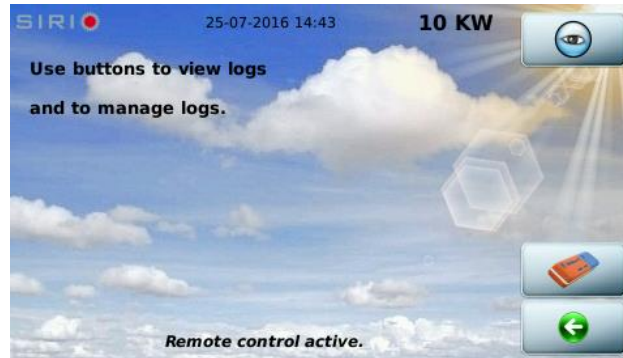 SIRIO
25-07-2016 14:43
10 KW
Use buttons to view logs
and to manage logs.
Remote control active.